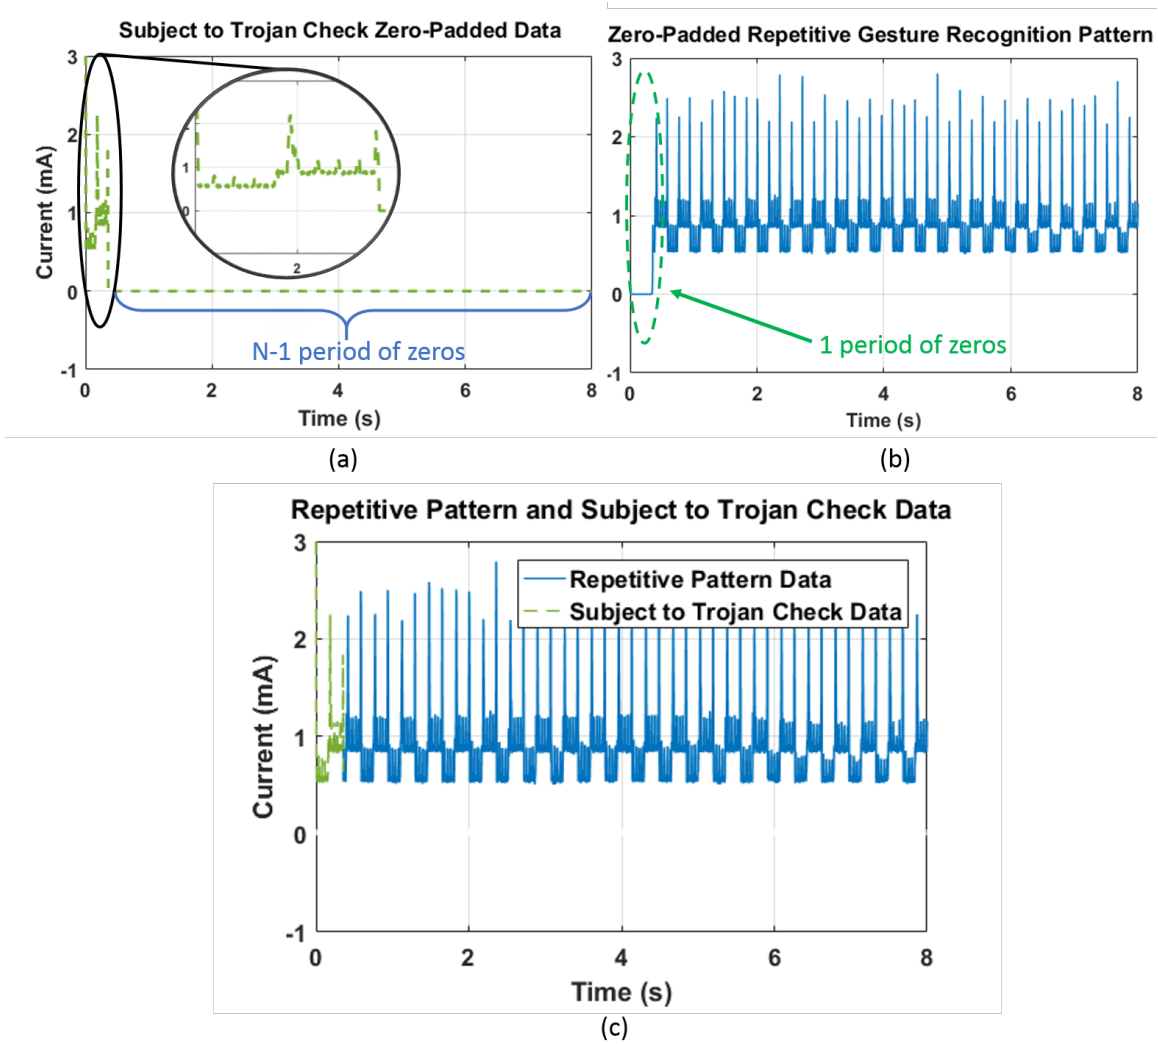 Subject to Trojan Check Zero-Padded Data
3
2
1
0
-1
Current (mA)
1
0
2
N-1 period of zeros
0
2
4
6
8
Time (s)
(a)
Zero-Padded Repetitive Gesture Recognition Pattern
3
2
1
0
-1
1 period of zeros
0
2
4
6
8
Time (s)
(b)
Repetitive Pattern and Subject to Trojan Check Data
3
2
1
0
-1
Current (mA)
Repetitive Pattern Data
Subject to Trojan Check Data
0
2
4
6
8
Time (s)
(c)